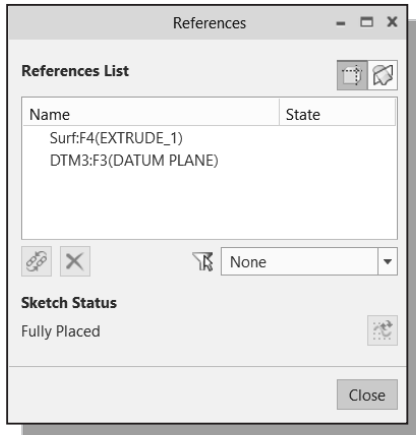 References
References List
Name State
Surf:F4(EXTRUDE_1)
DTM3:F3(DATUM PLANE)
None
Sketch Status
Fully Placed
Close